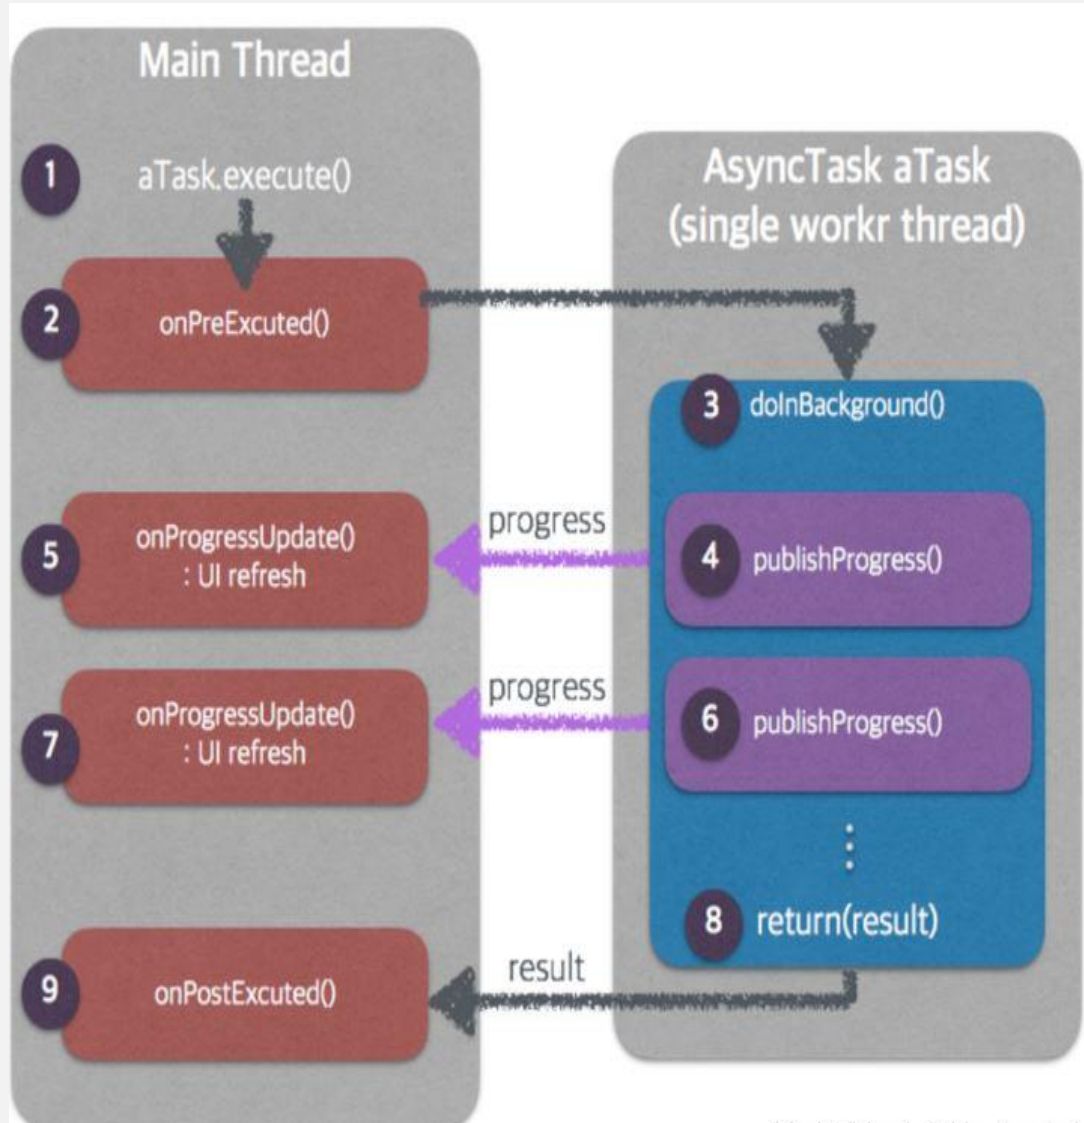 Main Thread
1
aTask.execute()
AsyncTask aTask
(single workr thread)
2
onPreExcuted()
3
doInBackground()
progress
4
publishProgress()
5
onProgressUpdate()
: UI refresh
progress
6
publishProgress()
7
onProgressUpdate()
: UI refresh
8
return(result)
result
9
onPostExcuted()